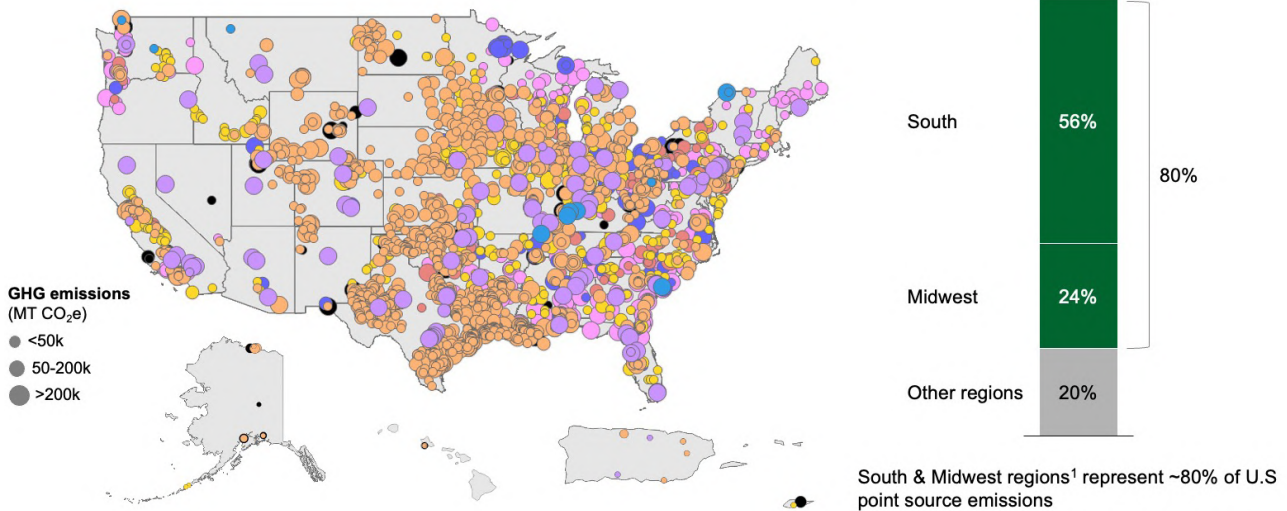 GHG emissions
(MT CO₂e)
<50k
50-200k
>200k
South
56%
80%
Midwest
24%
Other regions
20%
South & Midwest regions¹ represent ~80% of U.S
point source emissions